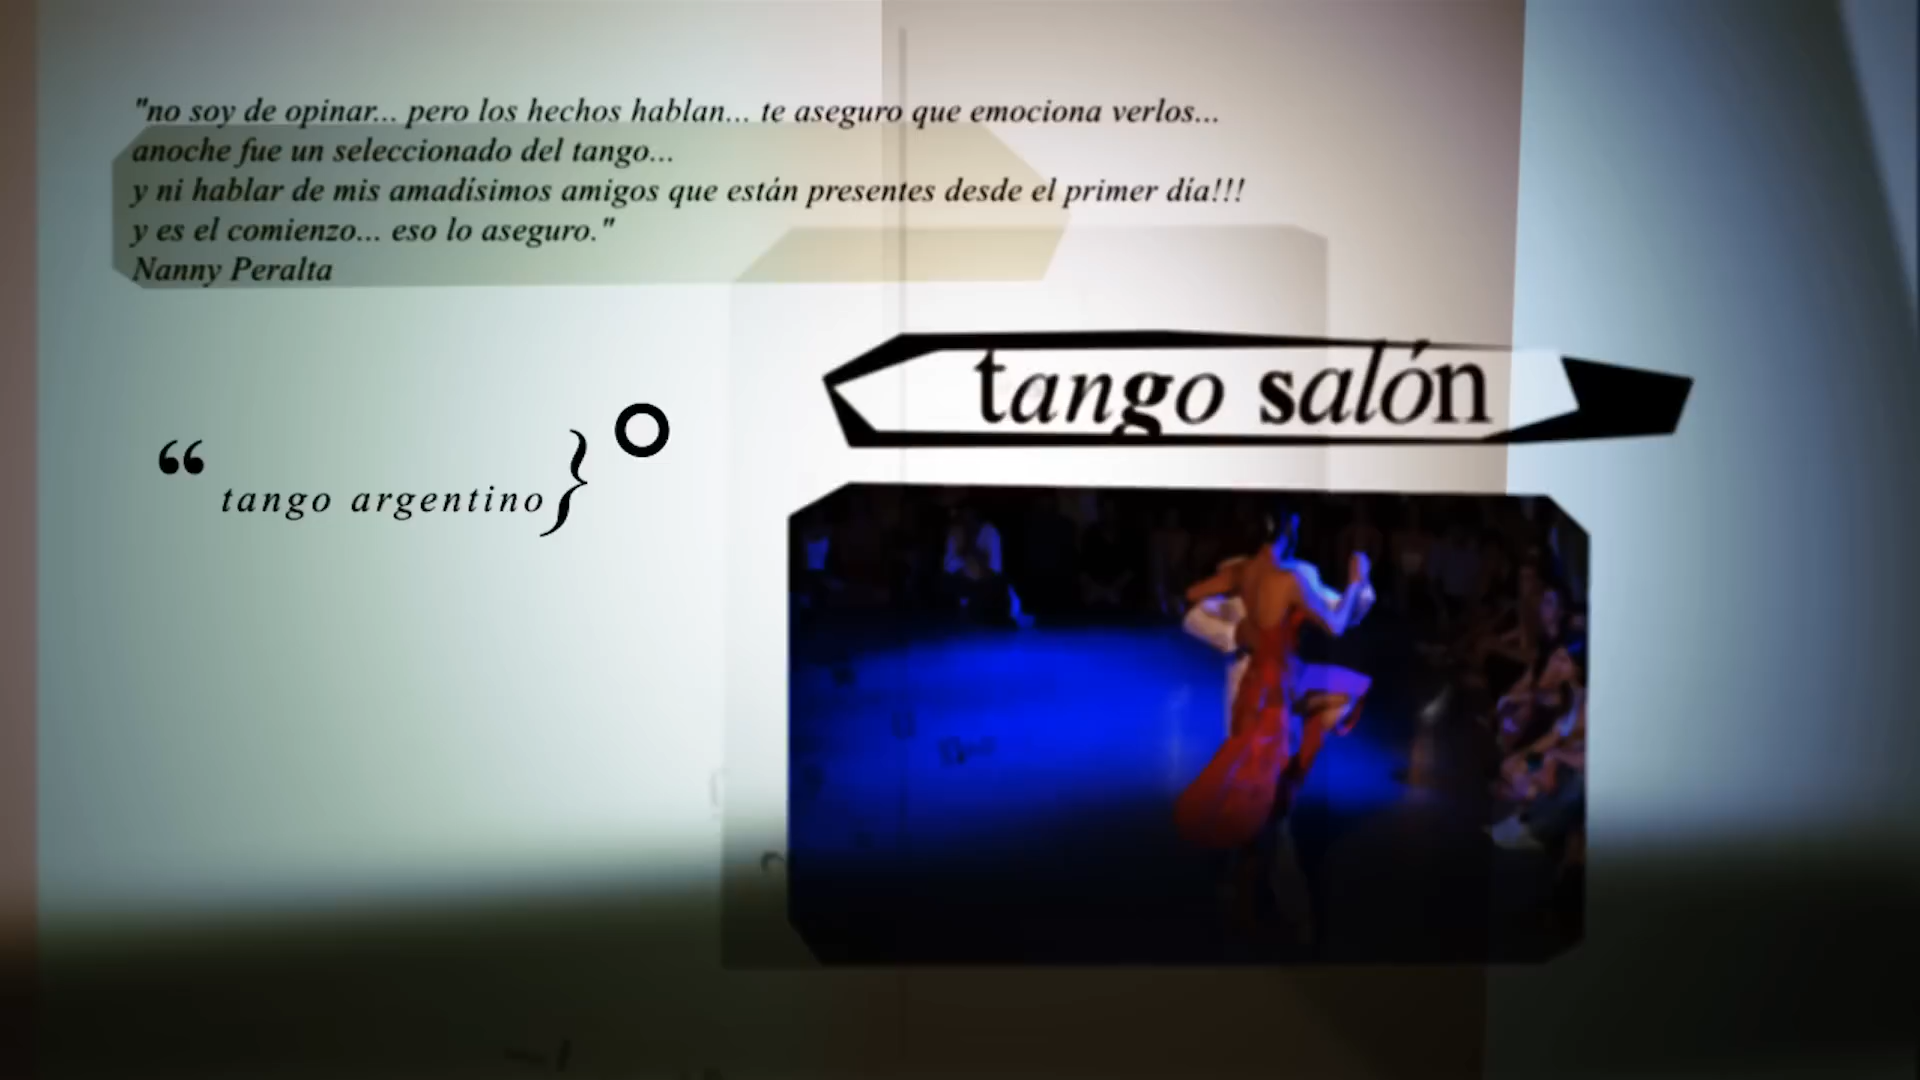 "no soy de opinar... pero los hechos hablan... te aseguro que emociona verlos...
anoche fue un seleccionado del tango...
y ni hablar de mis amadísimos amigos que están presentes desde el primer día!!!
y es el comienzo... eso lo aseguro."
Nanny Peralta
tango salón
“ tango argentino}